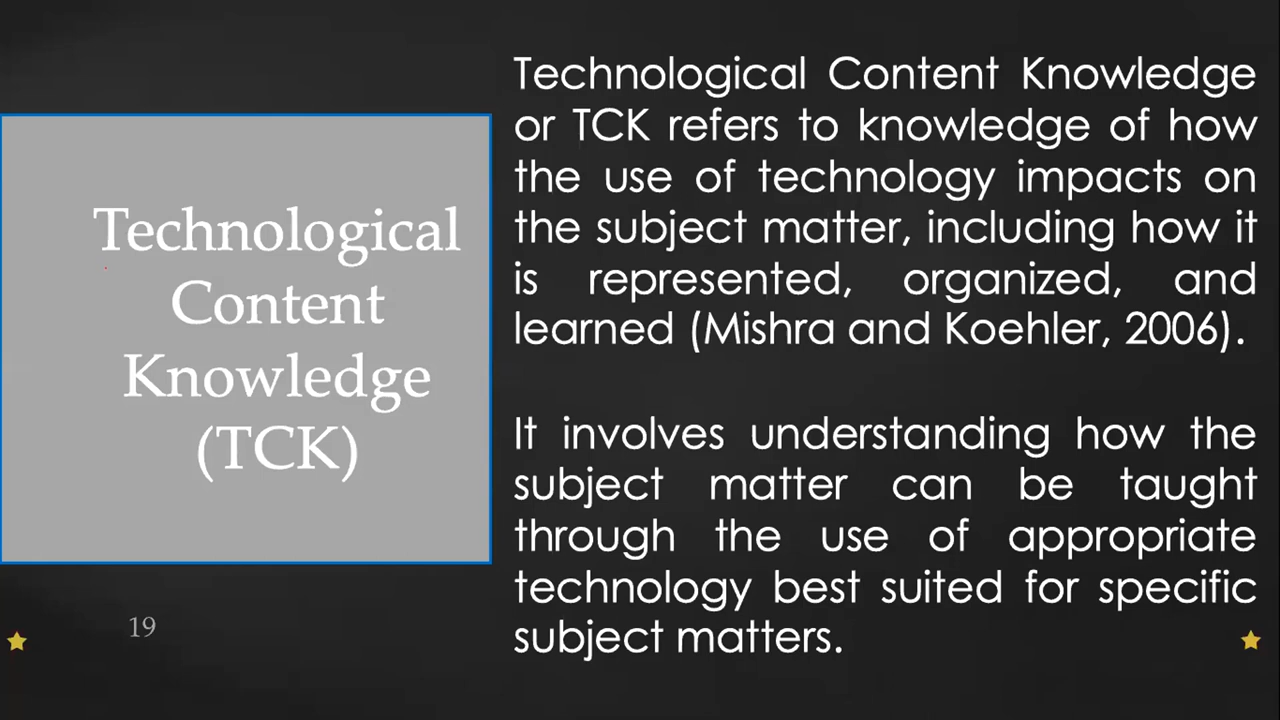 Technological
Content
Knowledge
(TCK)
Technological Content Knowledge
or TCK refers to knowledge of how
the use of technology impacts on
the subject matter, including how it
is represented, organized, and
learned (Mishra and Koehler, 2006).
It involves understanding how the
subject matter can be taught
through the use of appropriate
technology best suited for specific
subject matters.
19